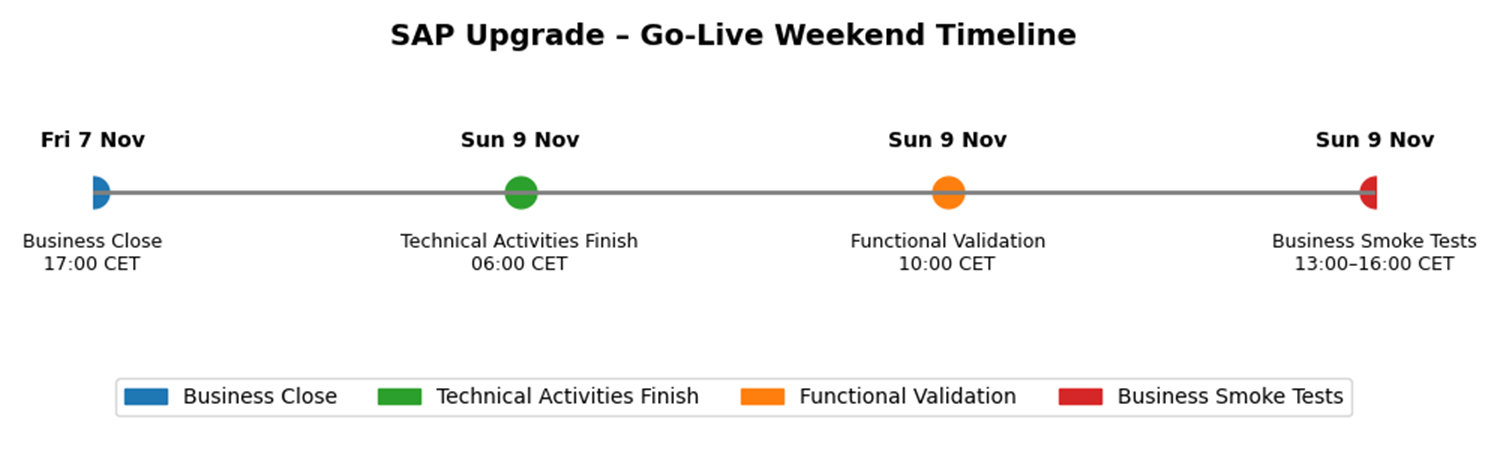 SAP Upgrade – Go-Live Weekend Timeline
Fri 7 Nov
Sun 9 Nov
Sun 9 Nov
Sun 9 Nov
Business Close
17:00 CET
Technical Activities Finish
06:00 CET
Functional Validation
10:00 CET
Business Smoke Tests
13:00–16:00 CET
Business Close
Technical Activities Finish
Functional Validation
Business Smoke Tests